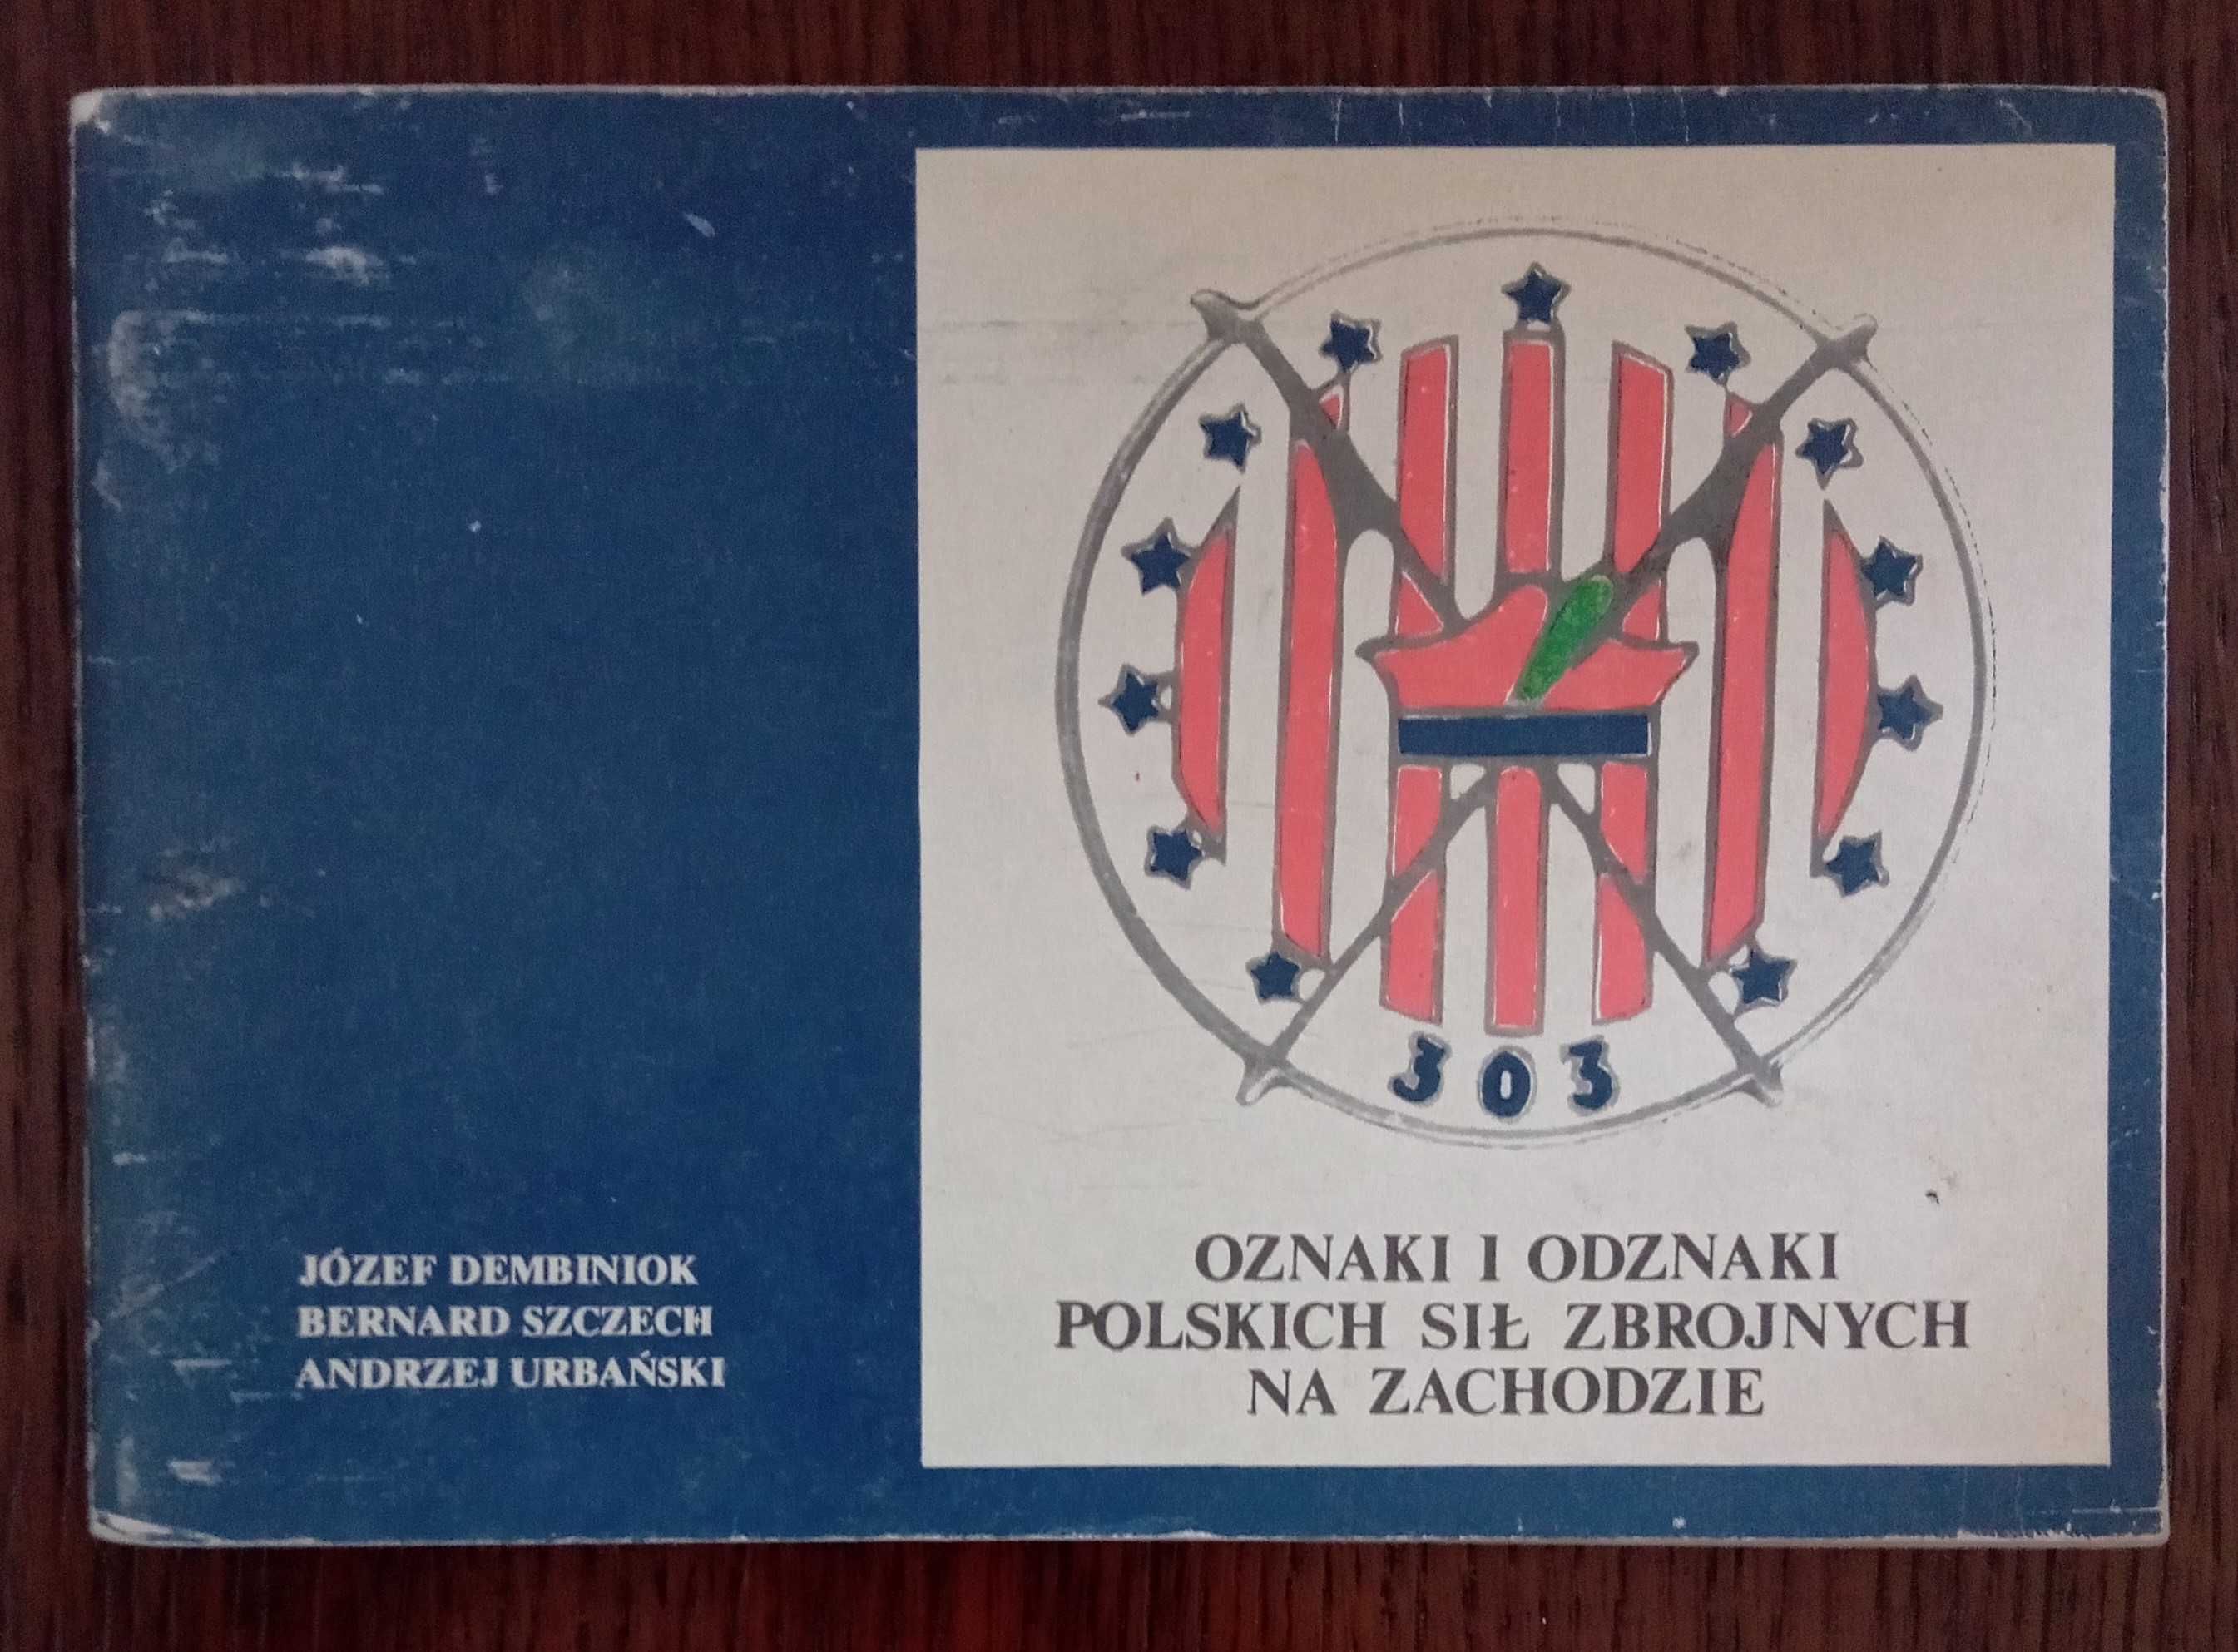 JÓZEF DEMBINIOK
BERNARD SZCZECH
ANDRZEJ URBAŃSKI
303
OZNAKI I ODZNAKI
POLSKICH SIŁ ZBROJNYCH
NA ZACHODZIE